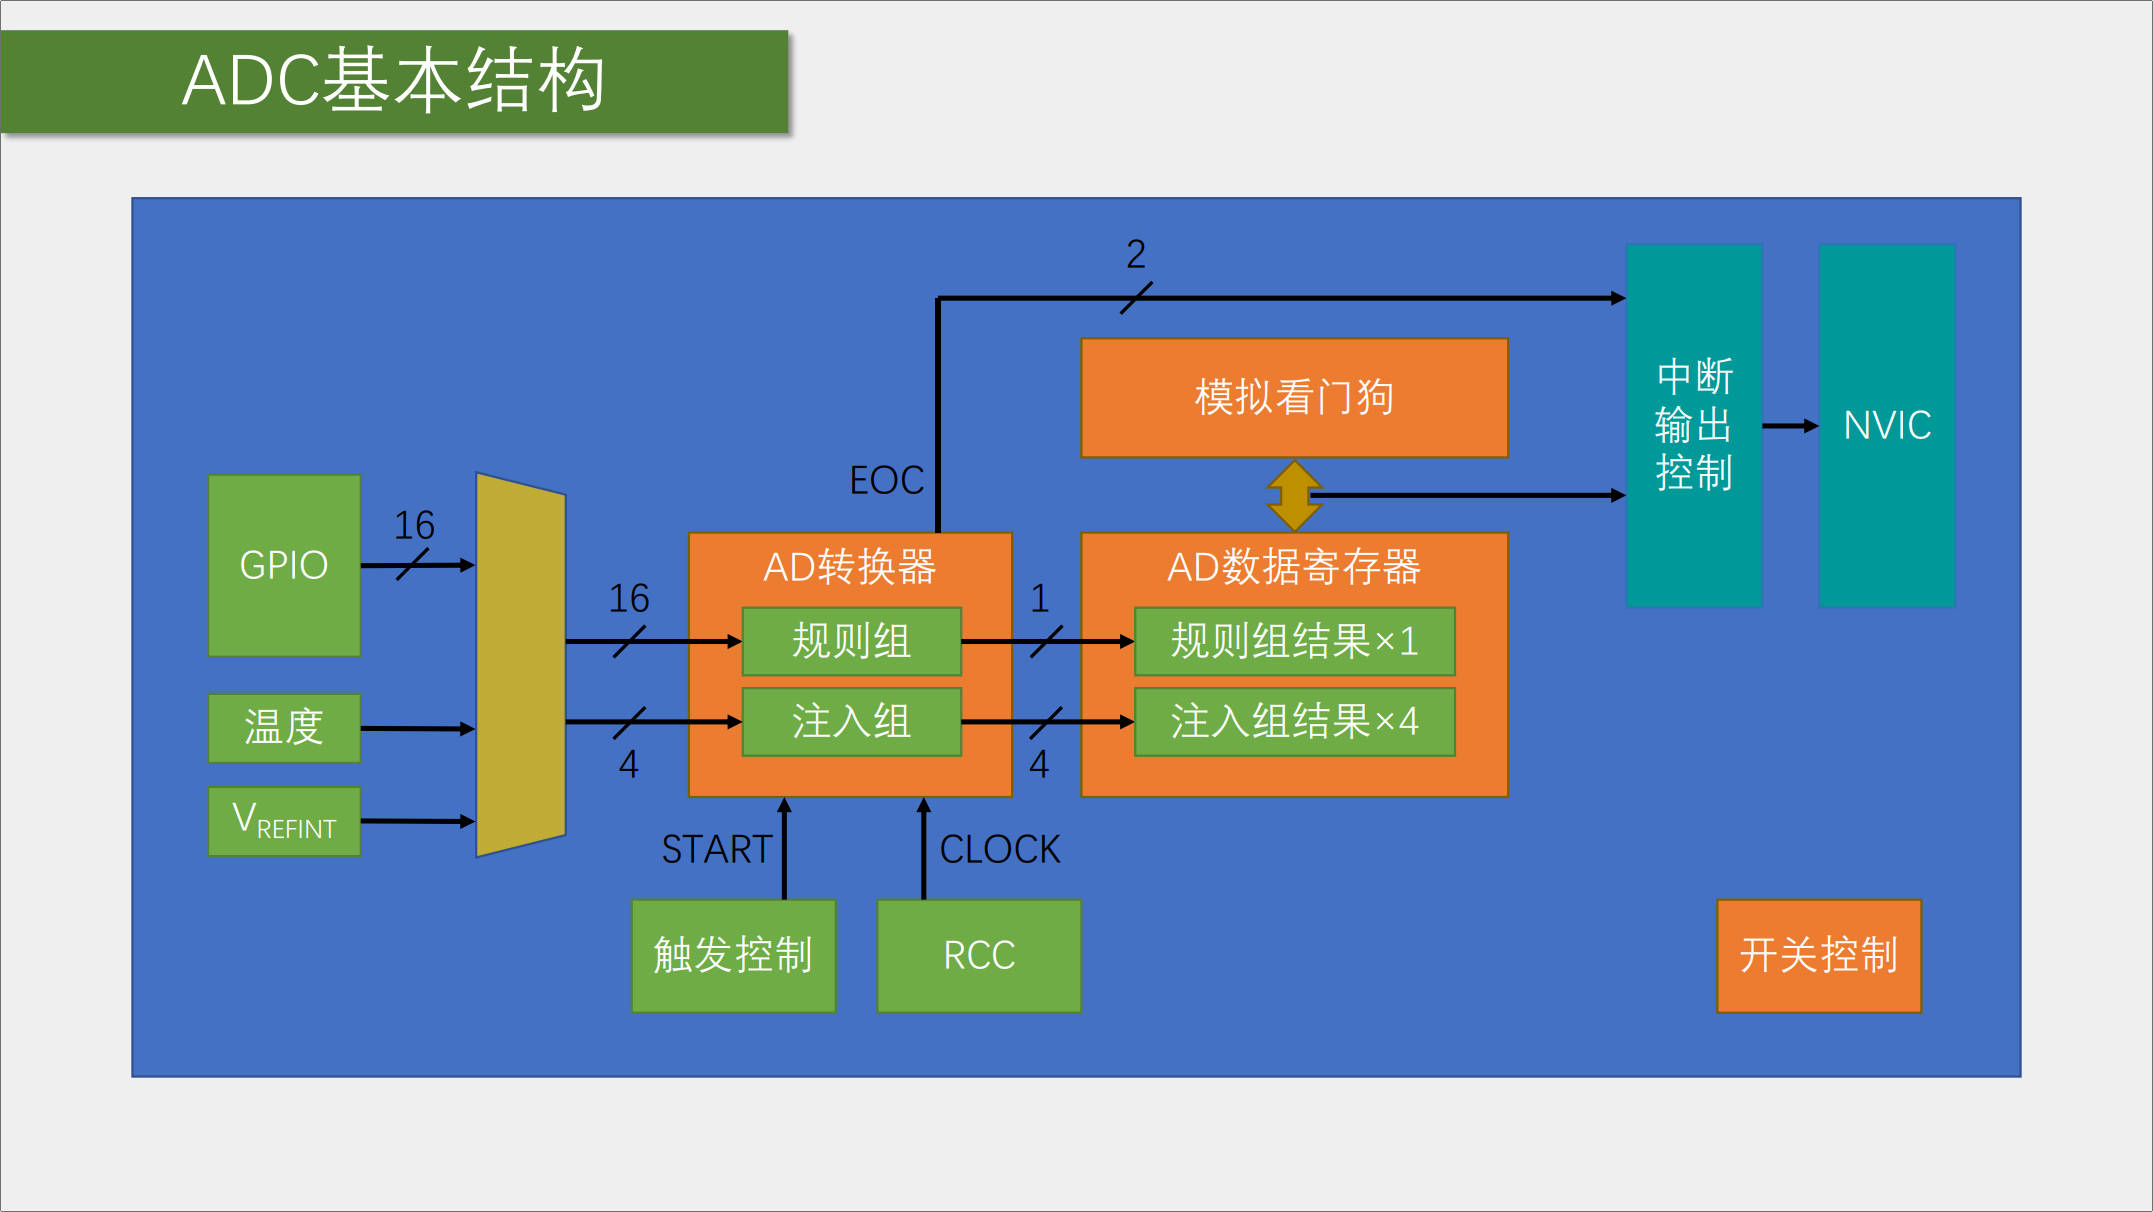 ADC基本结构
2
模拟看门狗
中断
输出
控制
NVIC
EOC
GPIO
16
16
AD转换器
1
AD数据寄存器
规则组
规则组结果×1
温度
注入组
注入组结果×4
4
4
VREFINT
START
CLOCK
触发控制
RCC
开关控制